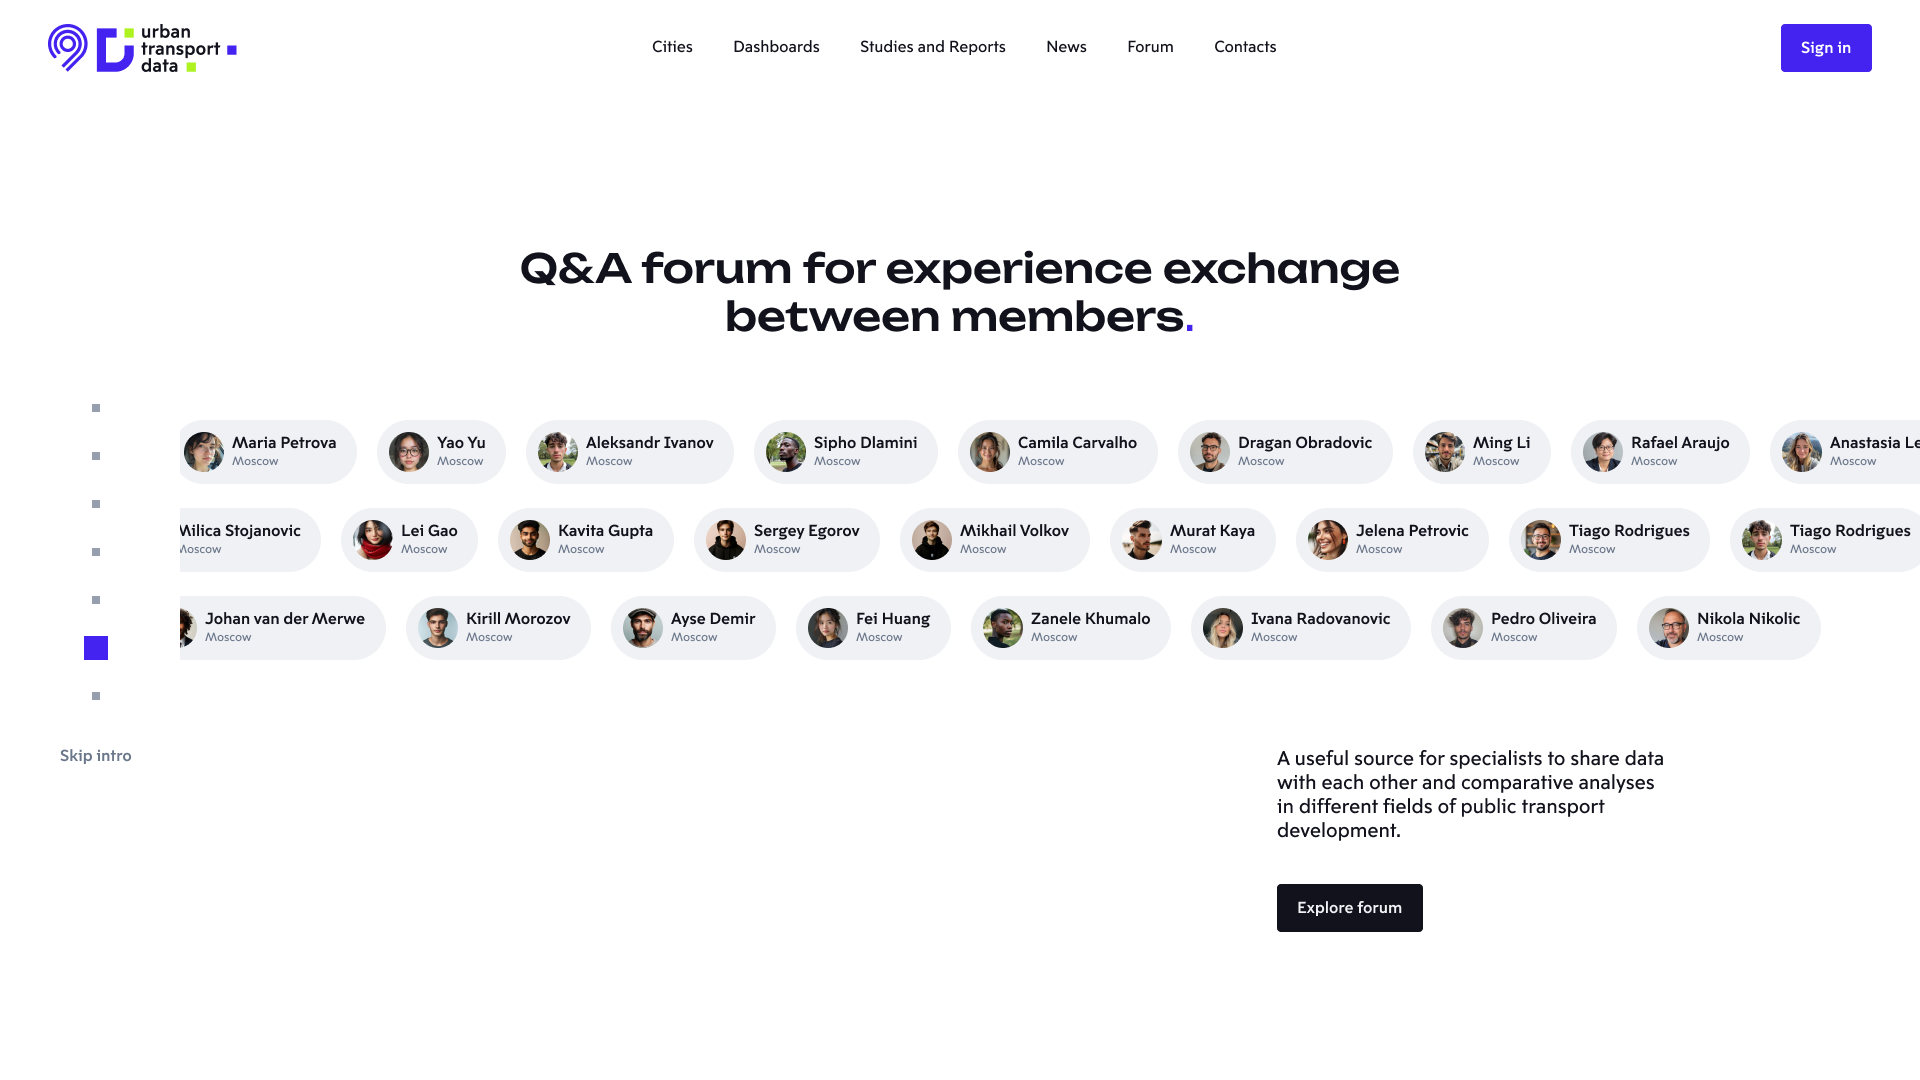 urban
transport
data
Cities
Dashboards
Studies and Reports
News
Forum
Contacts
Sign in
Q&A forum for experience exchange
between members.
Maria Petrova
Moscow
Yao Yu
Moscow
Aleksandr Ivanov
Moscow
Sipho Dlamini
Moscow
Camila Carvalho
Moscow
Dragan Obradovic
Moscow
Ming Li
Moscow
Rafael Araujo
Moscow
Anastasia Le
Moscow
Milica Stojanovic
Moscow
Lei Gao
Moscow
Kavita Gupta
Moscow
Sergey Egorov
Moscow
Mikhail Volkov
Moscow
Murat Kaya
Moscow
Jelena Petrovic
Moscow
Tiago Rodrigues
Moscow
Tiago Rodrigues
Moscow
Johan van der Merwe
Moscow
Kirill Morozov
Moscow
Ayse Demir
Moscow
Fei Huang
Moscow
Zanele Khumalo
Moscow
Ivana Radovanovic
Moscow
Pedro Oliveira
Moscow
Nikola Nikolic
Moscow
Skip intro
A useful source for specialists to share data
with each other and comparative analyses
in different fields of public transport
development.
Explore forum